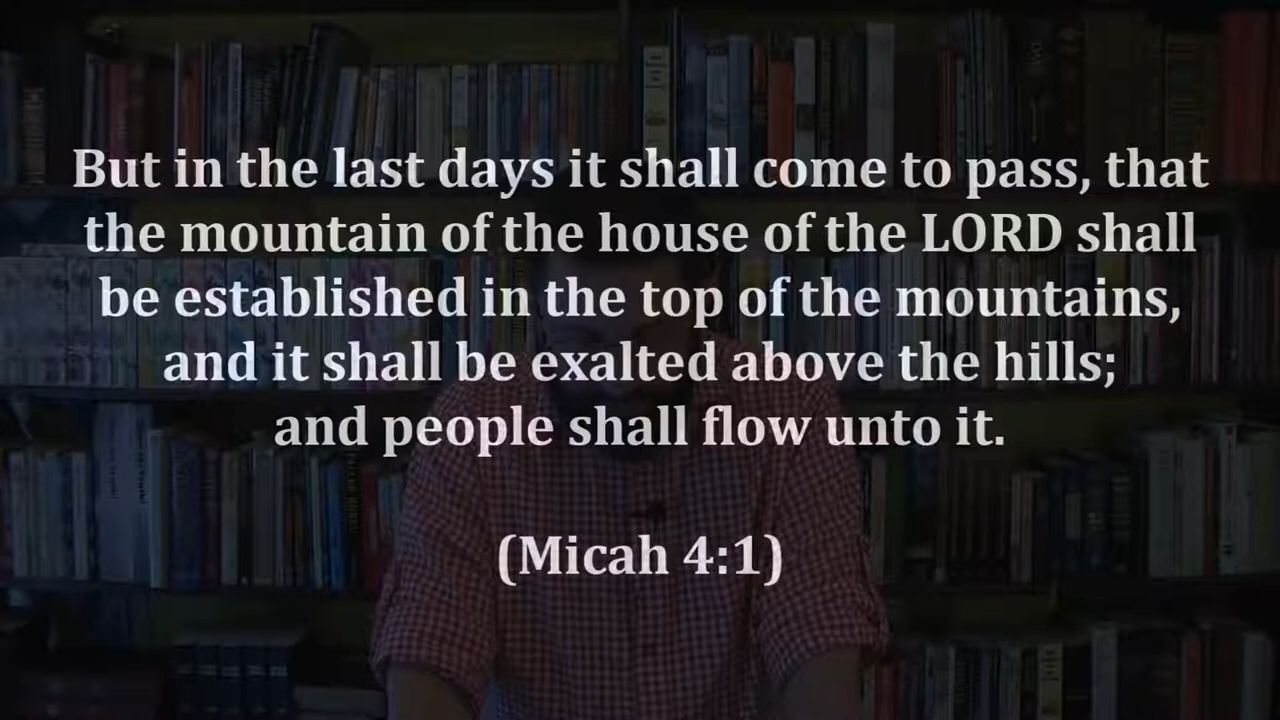 But in the last days it shall come to pass, that
the mountain of the house of the LORD shall
be established in the top of the mountains,
and it shall be exalted above the hills;
and people shall flow unto it.
(Micah 4:1)